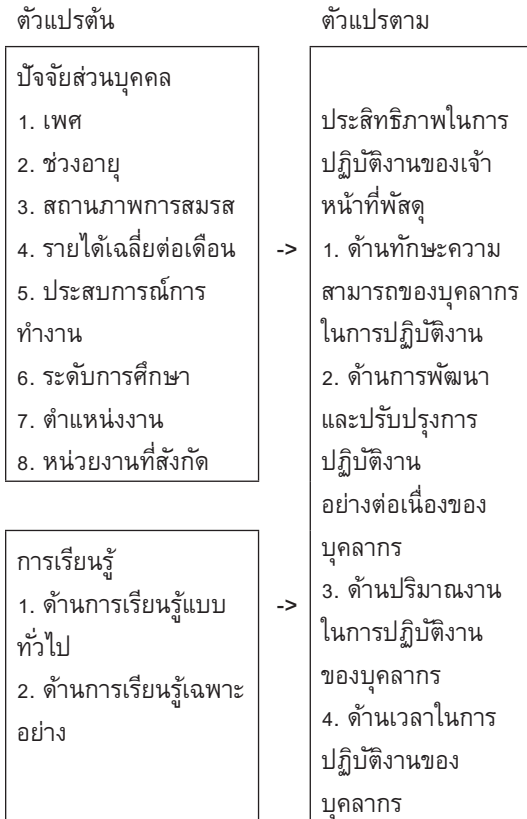 ตัวแปรต้น
ปัจจัยส่วนบุคคล
1. เพศ
2. ช่วงอายุ
3. สถานภาพการสมรส
4. รายได้เฉลี่ยต่อเดือน
5. ประสบการณ์การ
ทำงาน
6. ระดับการศึกษา
7. ตำแหน่งงาน
8. หน่วยงานที่สังกัด
->
การเรียนรู้
1. ด้านการเรียนรู้แบบ
ทั่วไป
2. ด้านการเรียนรู้เฉพาะ
อย่าง
->
ตัวแปรตาม
ประสิทธิภาพในการ
ปฏิบัติงานของเจ้า
หน้าที่พัสดุ
1. ด้านทักษะความ
สามารถของบุคลากร
ในการปฏิบัติงาน
2. ด้านการพัฒนา
และปรับปรุงการ
ปฏิบัติงาน
อย่างต่อเนื่องของ
บุคลากร
3. ด้านปริมาณงาน
ในการปฏิบัติงาน
ของบุคลากร
4. ด้านเวลาในการ
ปฏิบัติงานของ
บุคลากร